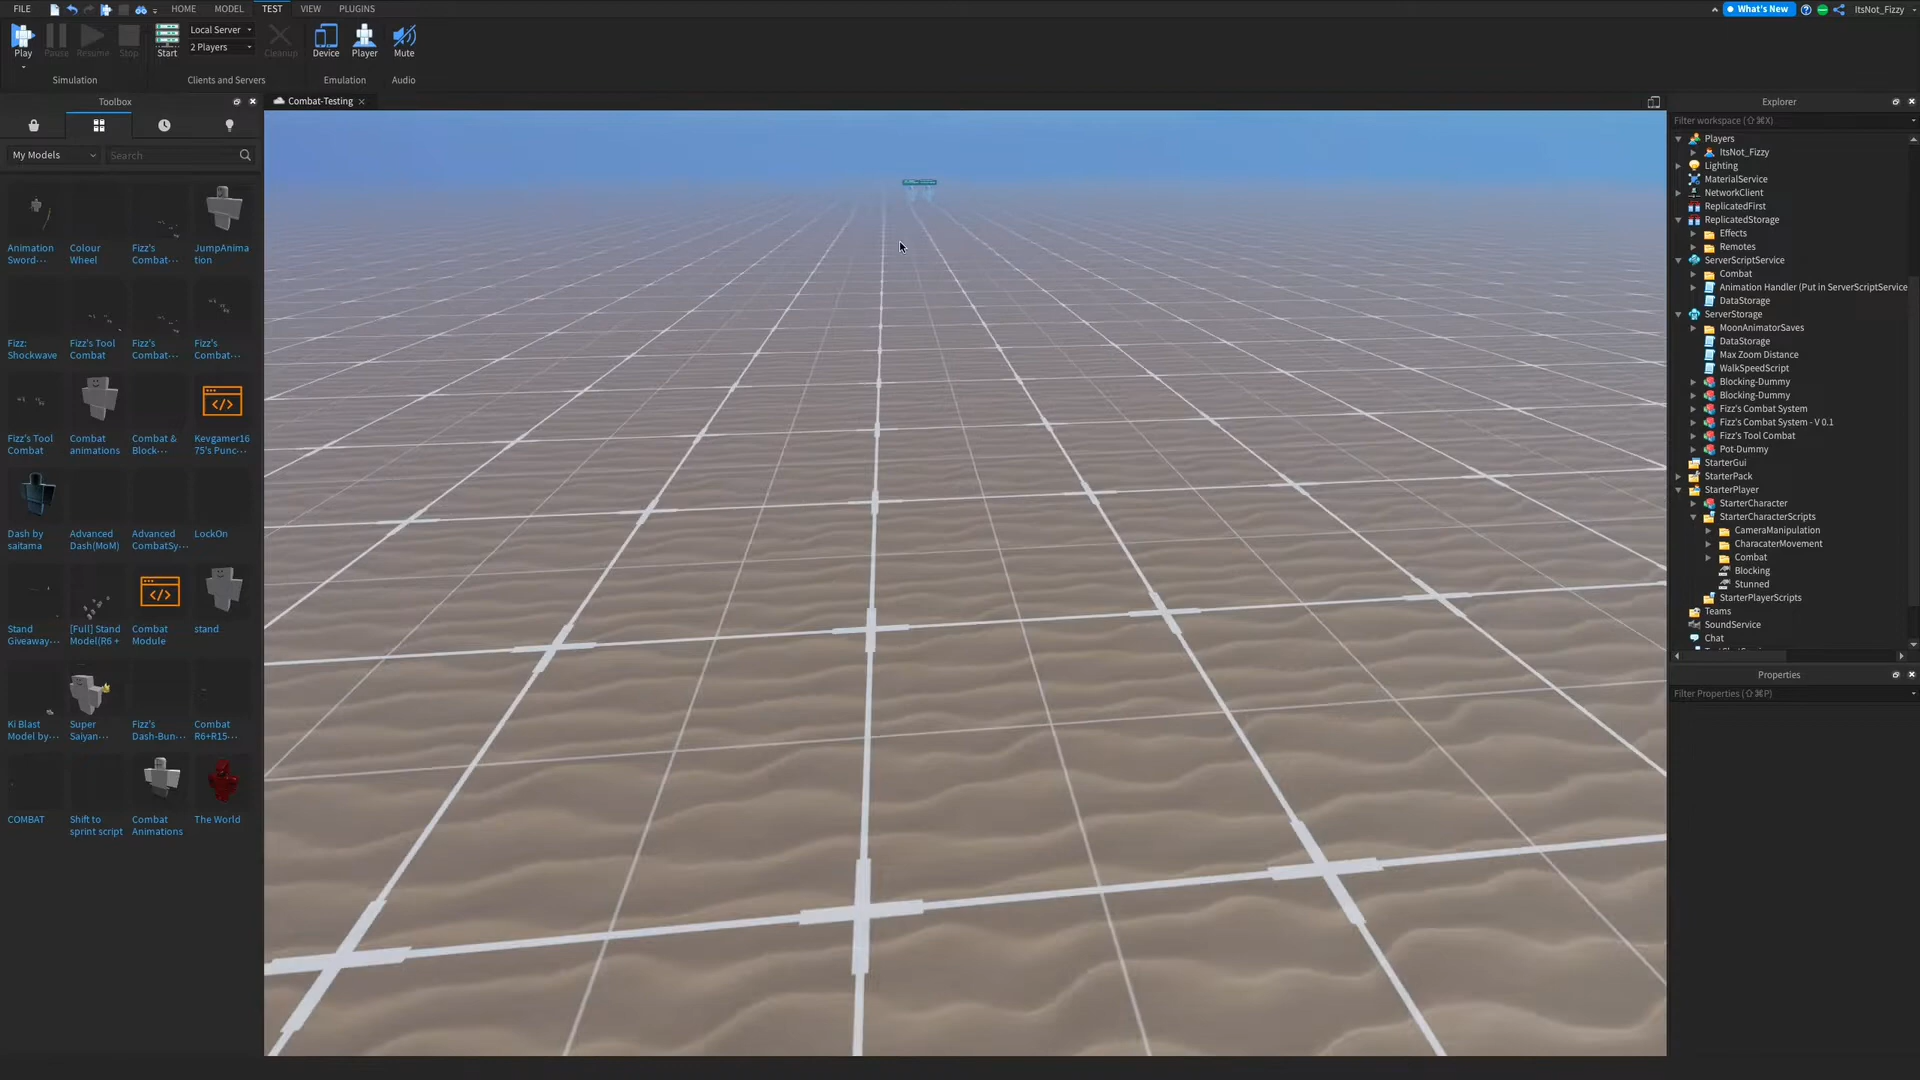 FILE
HOME
MODEL
TEST
VIEW
PLUGINS
What's New
ItsNot_Fizzy
Play
Pause
Resume
Stop
Start
Local Server
2 Players
Cleanup
Device
Player
Mute
Simulation
Clients and Servers
Emulation
Audio
Toolbox
My Models
Search
Animation
Sword···
Colour
Wheel
Fizz's
Combat···
JumpAnima
tion
Fizz:
Shockwave
Fizz's Tool
Combat
Fizz's
Combat···
Fizz's
Combat···
Fizz's Tool
Combat
Combat
animations
Combat &
Block···
Kevgamer16
75's Punc···
Dash by
saitama
Advanced
Dash(MoM)
Advanced
CombatSy···
LockOn
Stand
Giveaway···
[Full] Stand
Model(R6 +
Combat
Module
stand
Ki Blast
Model by···
Super
Saiyan···
Fizz's
Dash-Bun···
Combat
R6+R15···
COMBAT
Shift to
sprint script
Combat
Animations
The World
Combat-Testing
Explorer
Filter workspace (⇧⌘X)
Players
ItsNot_Fizzy
Lighting
MaterialService
NetworkClient
ReplicatedFirst
ReplicatedStorage
Effects
Remotes
ServerScriptService
Combat
Animation Handler (Put in ServerScriptService
DataStorage
ServerStorage
MoonAnimatorSaves
DataStorage
Max Zoom Distance
WalkSpeedScript
Blocking-Dummy
Blocking-Dummy
Fizz's Combat System
Fizz's Combat System - V 0.1
Fizz's Tool Combat
Pot-Dummy
StarterGui
StarterPack
StarterPlayer
StarterCharacter
StarterCharacterScripts
CameraManipulation
CharacaterMovement
Combat
Blocking
Stunned
StarterPlayerScripts
Teams
SoundService
Chat
Properties
Filter Properties (⇧⌘P)